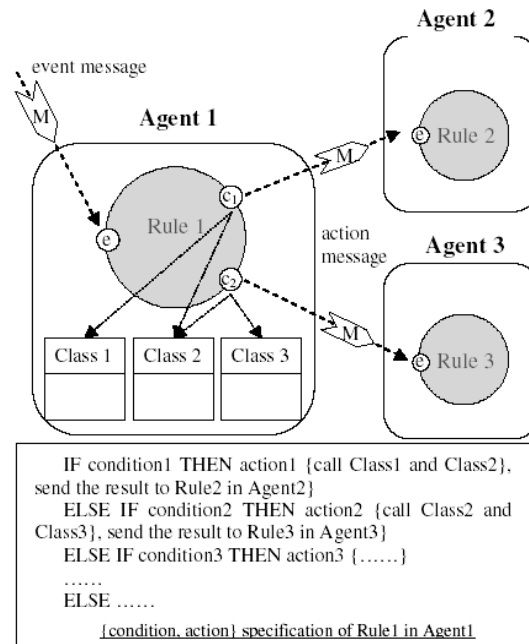 Agent 2
event message
M
Agent 1
M
e
Rule 2
c1
Rule 1
e
action
message
Agent 3
c2
M
Class 1
Class 2
Class 3
e
Rule 3
IF condition1 THEN action1 {call Class1 and Class2},
send the result to Rule2 in Agent2}
ELSE IF condition2 THEN action2 {call Class2 and
Class3}, send the result to Rule3 in Agent3}
ELSE IF condition3 THEN action3 {......}
......
ELSE ......
{condition, action} specification of Rule1 in Agent1